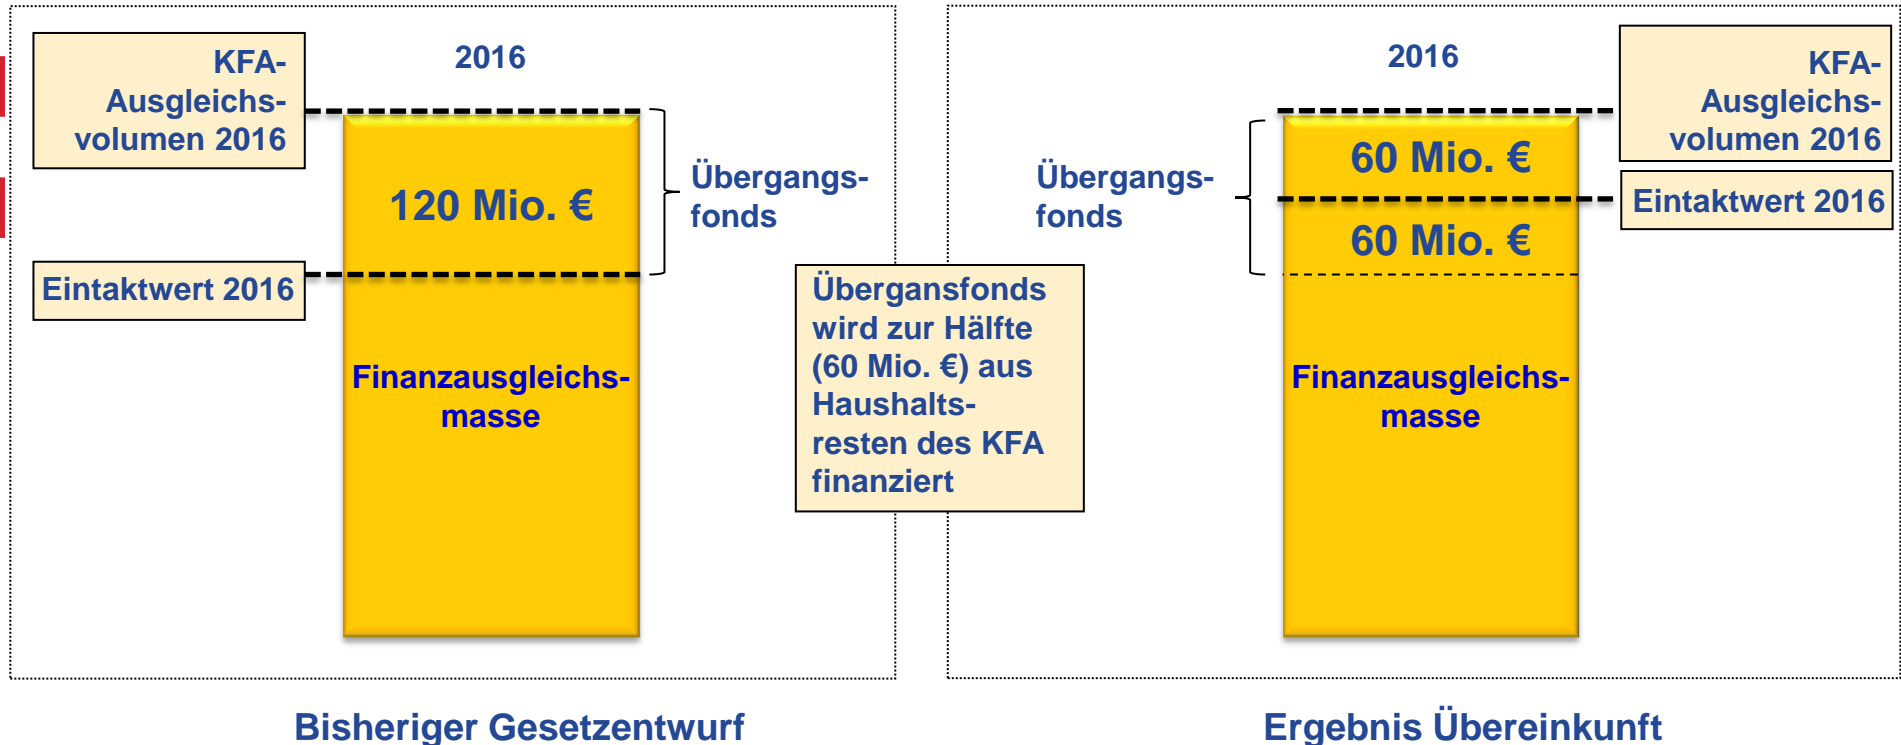 KFA-
Ausgleichs-
volumen 2016
2016
120 Mio. €
Übergangs-
fonds
Eintaktwert 2016
Finanzausgleichs-
masse
Übergansfonds
wird zur Hälfte
(60 Mio. €) aus
Haushalts-
resten des KFA
finanziert
2016
KFA-
Ausgleichs-
volumen 2016
60 Mio. €
Übergangs-
fonds
Eintaktwert 2016
60 Mio. €
Finanzausgleichs-
masse
Bisheriger Gesetzentwurf
Ergebnis Übereinkunft